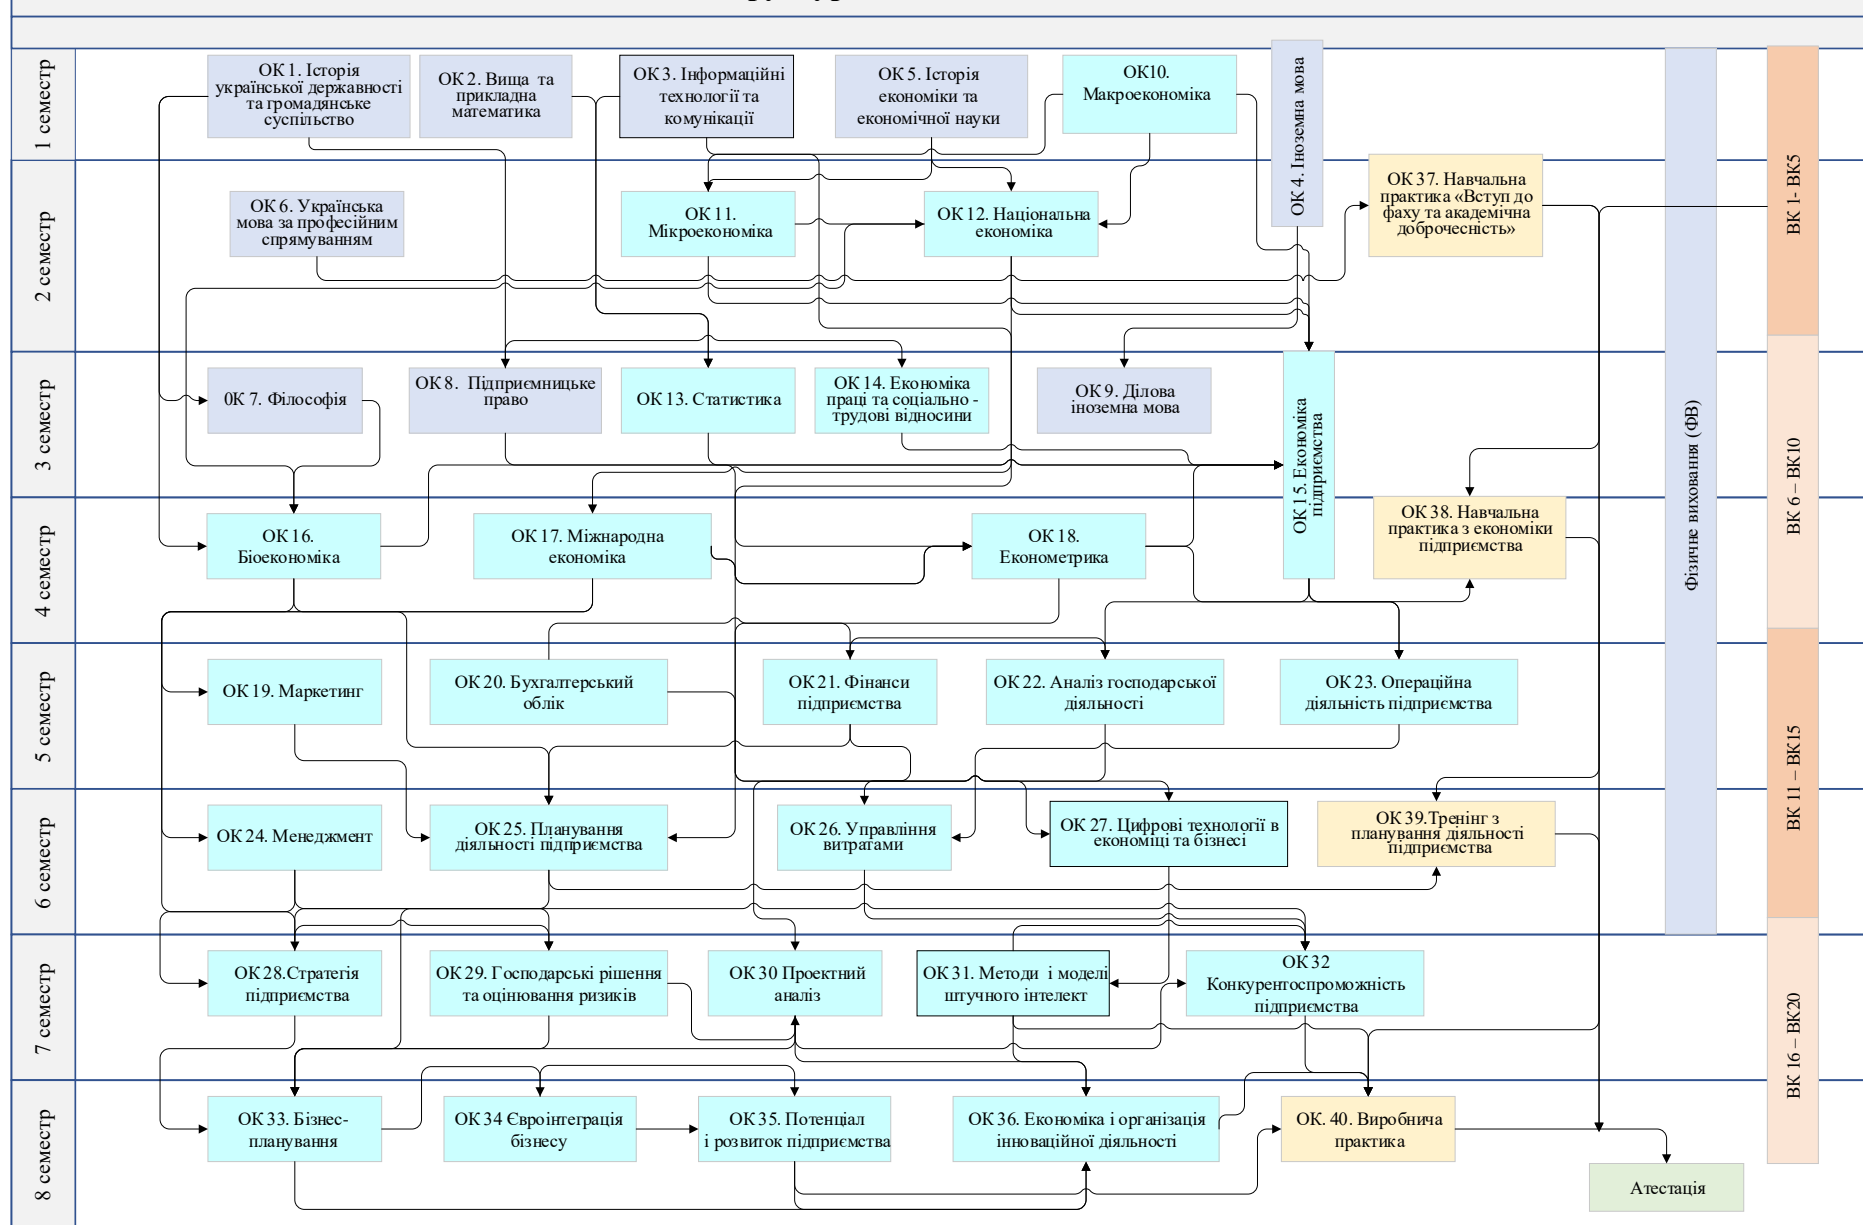 1 семестр
ОК 1. Історія
української державності
та громадянське
суспільство
ОК 2. Вища та
прикладна
математика
ОК 3. Інформаційні
технології та
комунікації
ОК 5. Історія
економіки та
економічної науки
ОК10.
Макроекономіка
ОК 4. Іноземна мова
2 семестр
ОК 6. Українська
мова за професійним
спрямуванням
ОК 11.
Мікроекономіка
ОК 12. Національна
економіка
ОК 37. Навчальна
практика «Вступ до
фаху та академічна
доброчесність»
ВК 1- ВК5
3 семестр
0К 7. Філософія
ОК 8. Підприємницьке
право
ОК 13. Статистика
ОК 14. Економіка
праці та соціально -
трудові відносини
ОК 9. Ділова
іноземна мова
ОК 15. Економіка
підприємства
Фізичне виховання (ФВ)
ВК 6 – ВК10
4 семестр
ОК 16.
Біоекономіка
ОК 17. Міжнародна
економіка
ОК 18.
Економетрика
ОК 38. Навчальна
практика з економіки
підприємства
5 семестр
ОК 19. Маркетинг
ОК 20. Бухгалтерський
облік
ОК 21. Фінанси
підприємства
ОК 22. Аналіз господарської
діяльності
ОК 23. Операційна
діяльність підприємства
ВК 11 – ВК15
6 семестр
ОК 24. Менеджмент
ОК 25. Планування
діяльності підприємства
ОК 26. Управління
витратами
ОК 27. Цифрові технології в
економіці та бізнесі
ОК 39.Тренінг з
планування діяльності
підприємства
7 семестр
ОК 28.Стратегія
підприємства
ОК 29. Господарські рішення
та оцінювання ризиків
ОК 30 Проектний
аналіз
ОК 31. Методи і моделі
штучного інтелект
ОК 32
Конкурентоспроможність
підприємства
ВК 16 – ВК20
8 семестр
ОК 33. Бізнес-
планування
ОК 34 Євроінтеграція
бізнесу
ОК 35. Потенціал
і розвиток підприємства
ОК 36. Економіка і організація
інноваційної діяльності
ОК. 40. Виробнича
практика
Атестація